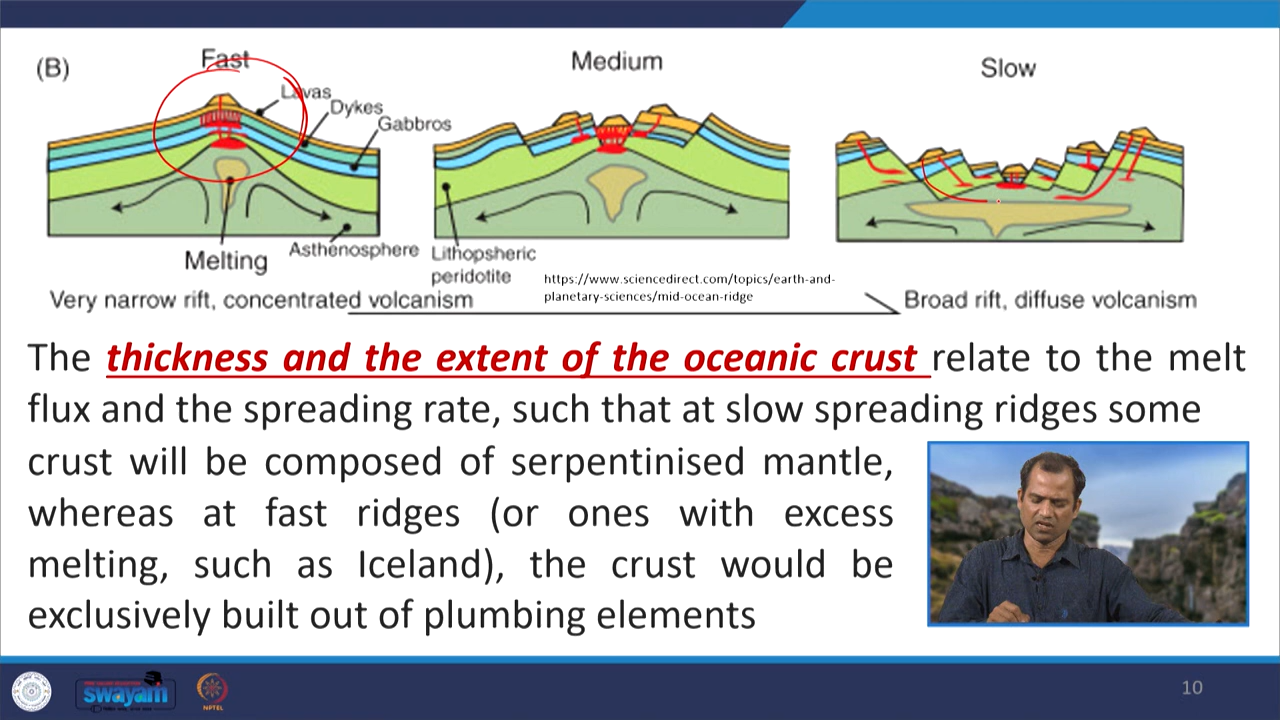 (B)
Fast
Medium
Slow
Lavas
Dykes
Gabbros
Melting
Asthenosphere
Lithopsheric
peridotite
https://www.sciencedirect.com/topics/earth-and-
planetary-sciences/mid-ocean-ridge
Very narrow rift, concentrated volcanism
Broad rift, diffuse volcanism
The thickness and the extent of the oceanic crust relate to the melt
flux and the spreading rate, such that at slow spreading ridges some
crust will be composed of serpentinised mantle,
whereas at fast ridges (or ones with excess
melting, such as Iceland), the crust would be
exclusively built out of plumbing elements
swayam
NPTEL
10